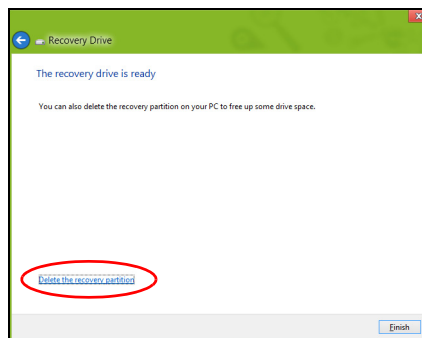 x
Recovery Drive
The recovery drive is ready
You can also delete the recovery partition on your PC to free up some drive space.
Delete the recovery partition
Finish